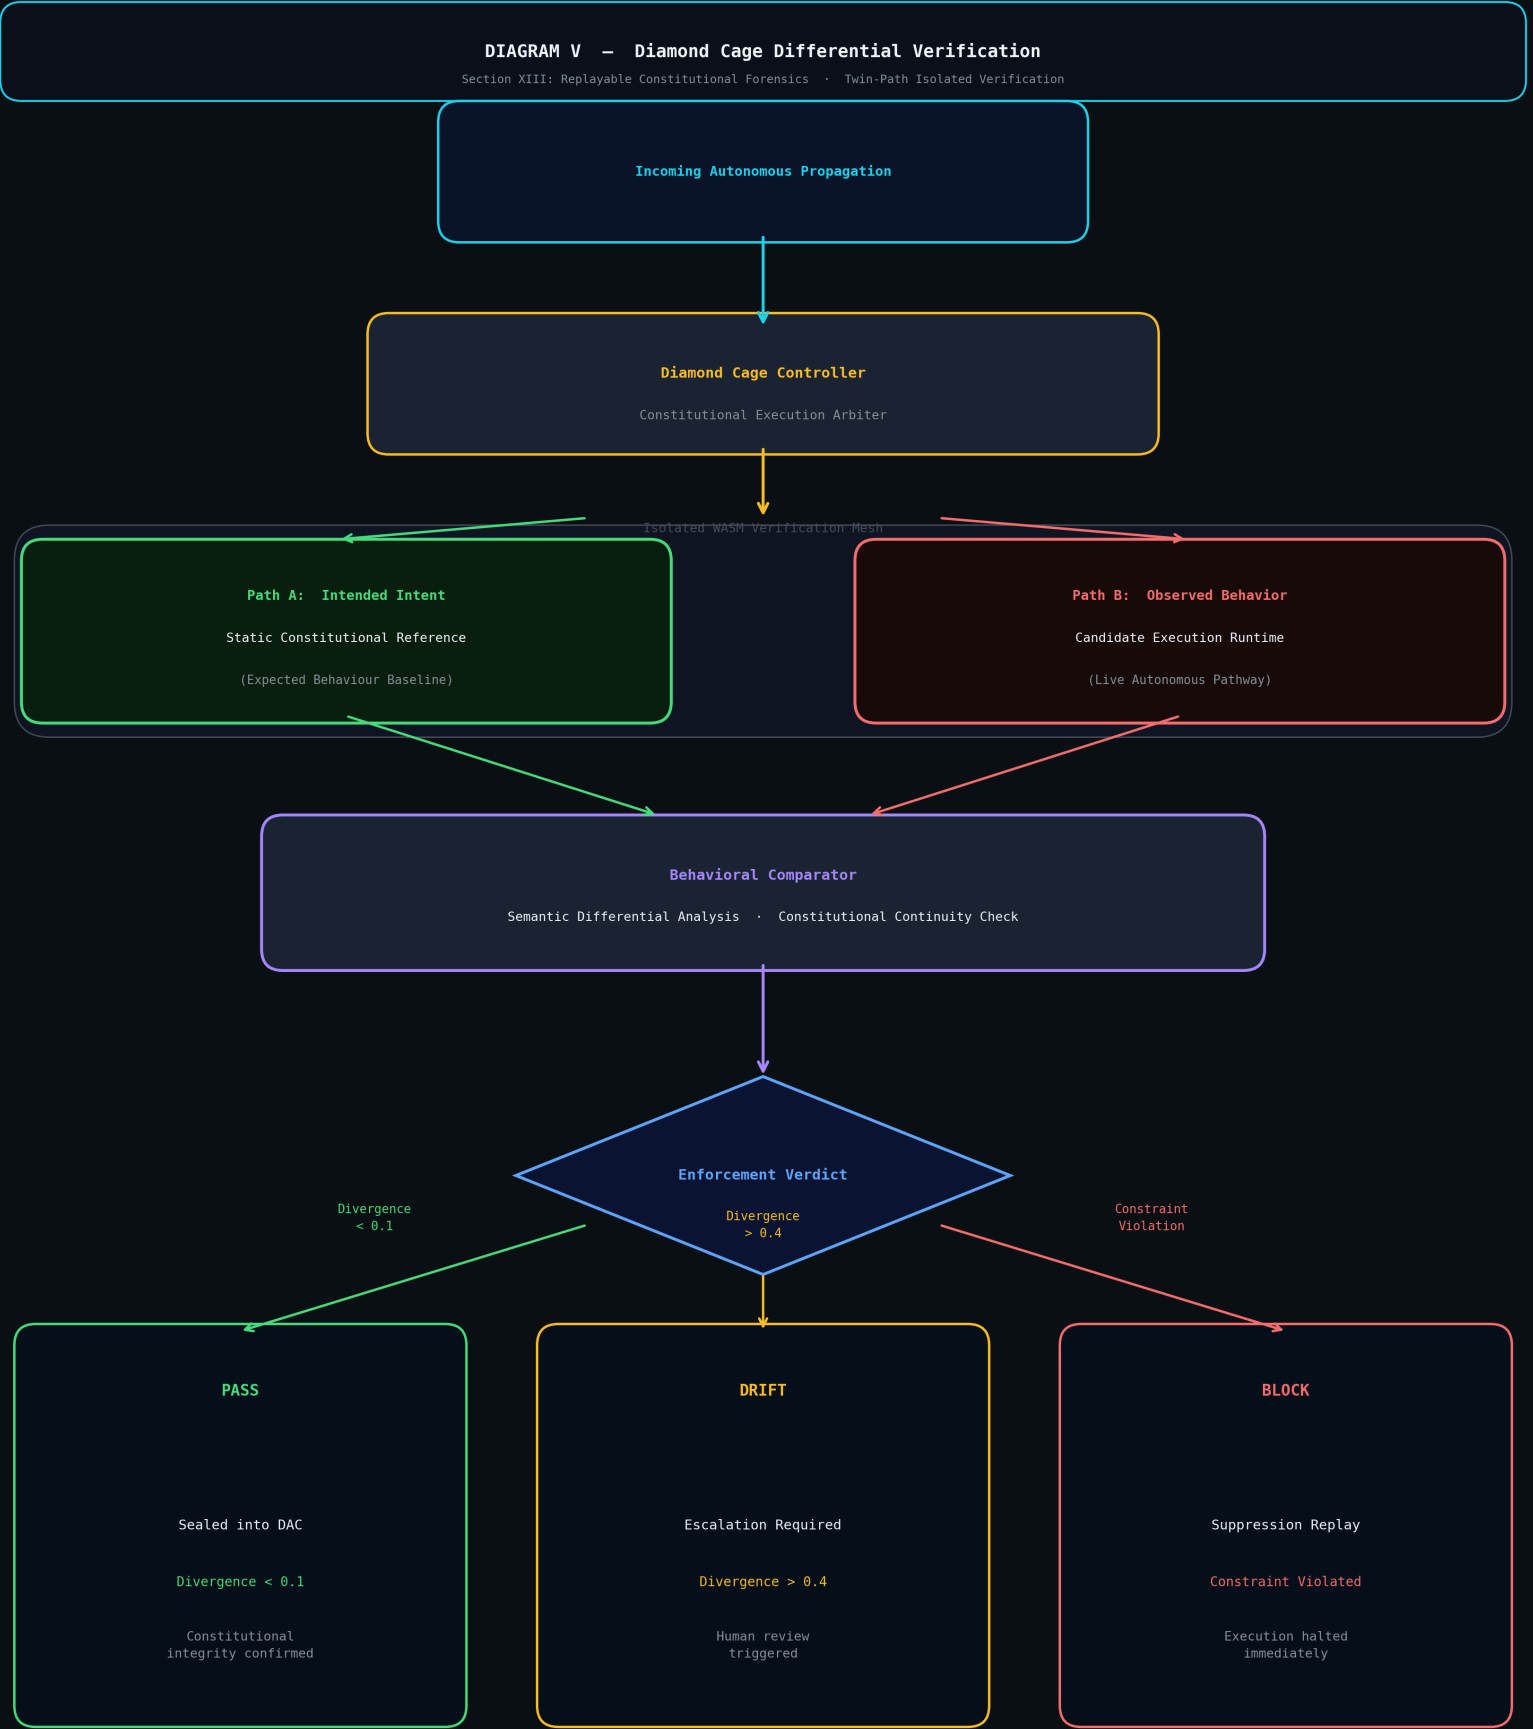 DIAGRAM V  —  Diamond Cage Differential Verification
Section XIII: Replayable Constitutional Forensics  ·  Twin-Path Isolated Verification
Incoming Autonomous Propagation
Diamond Cage Controller
Constitutional Execution Arbiter
Isolated WASM Verification Mesh
Path A:  Intended Intent
Static Constitutional Reference
(Expected Behaviour Baseline)
Path B:  Observed Behavior
Candidate Execution Runtime
(Live Autonomous Pathway)
Behavioral Comparator
Semantic Differential Analysis  ·  Constitutional Continuity Check
Enforcement Verdict
Divergence
< 0.1
Divergence
> 0.4
Constraint
Violation
PASS
Sealed into DAC
Divergence < 0.1
Constitutional
integrity confirmed
DRIFT
Escalation Required
Divergence > 0.4
Human review
triggered
BLOCK
Suppression Replay
Constraint Violated
Execution halted
immediately